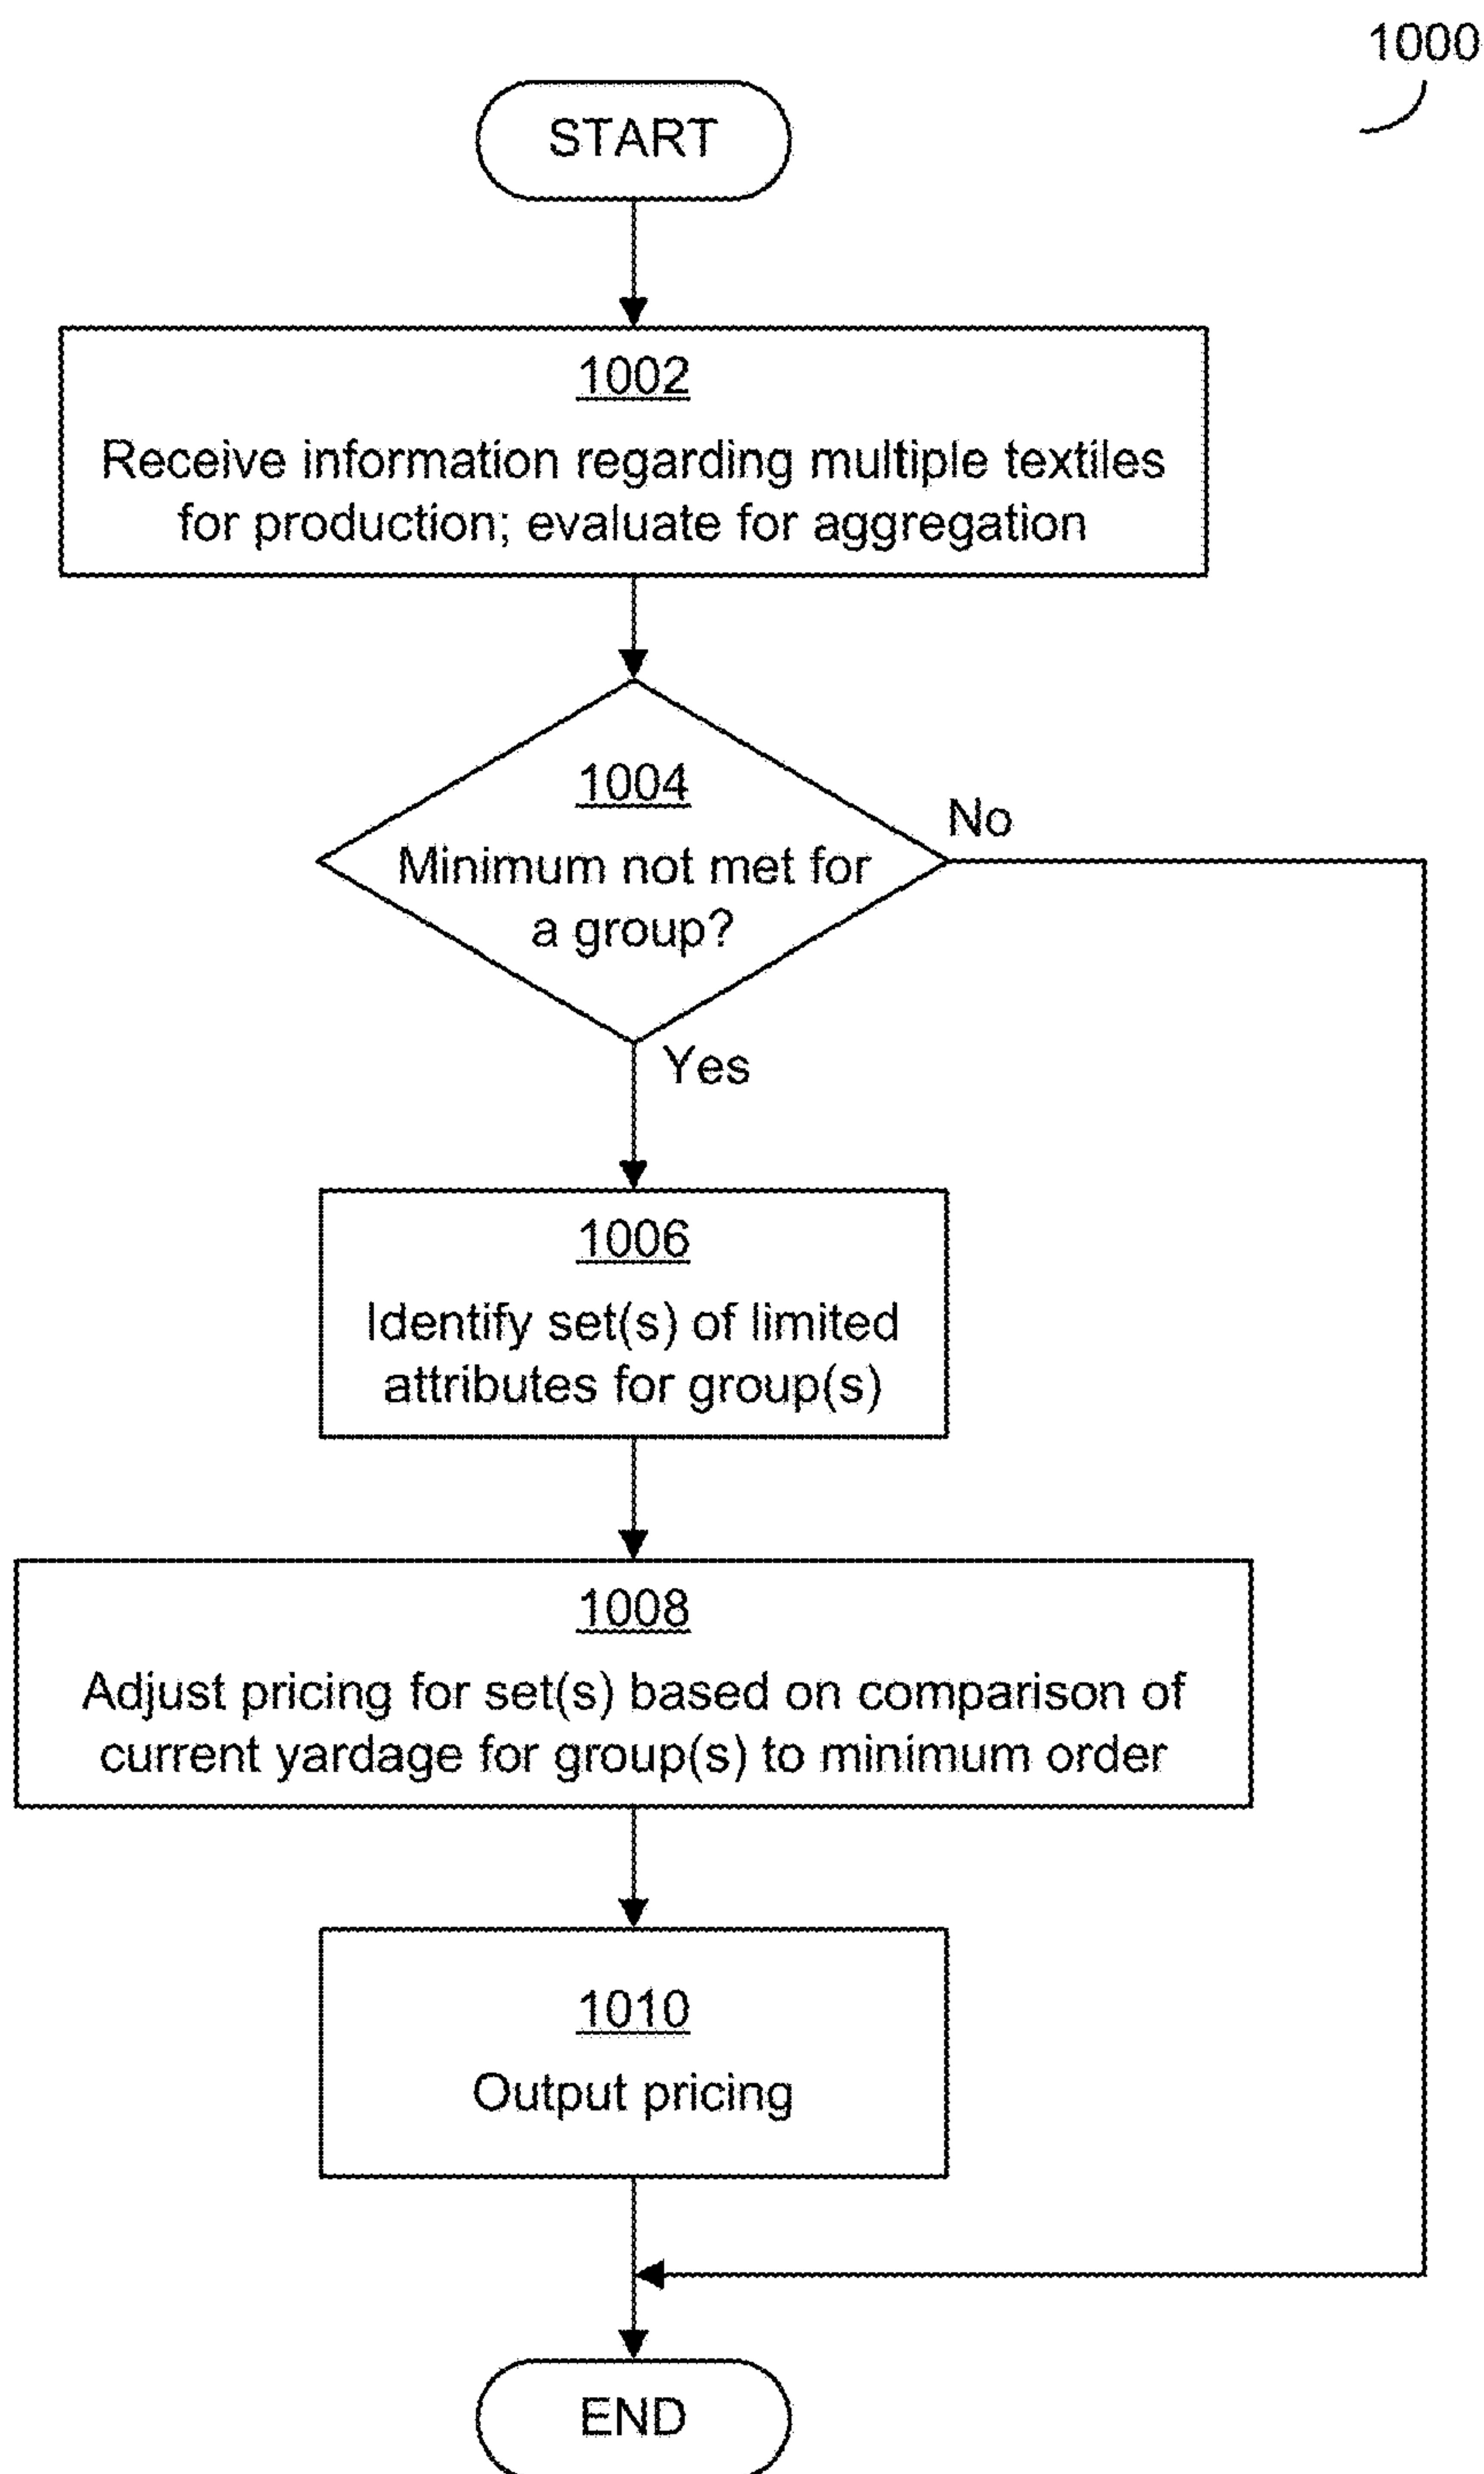 1000
START
1002
Receive information regarding multiple textiles
for production; evaluate for aggregation
1004
Minimum not met for
a group?
No
Yes
1006
Identify set(s) of limited
attributes for group(s)
1008
Adjust pricing for set(s) based on comparison of
current yardage for group(s) to minimum order
1010
Output pricing
END